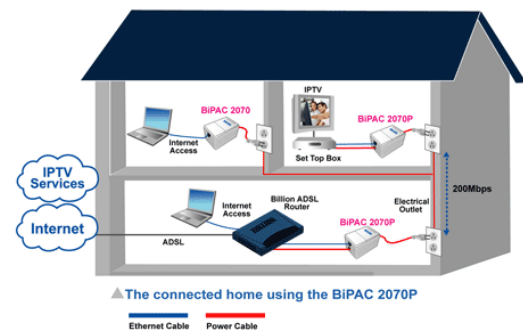 IPTV
BiPAC 2070
BiPAC 2070P
Internet
Access
Set Top Box
IPTV
Services
200Mbps
Internet
Access
Billion ADSL
Router
Electrical
Outlet
BiPAC 2070P
Internet
ADSL
The connected home using the BiPAC 2070P
Ethernet Cable
Power Cable